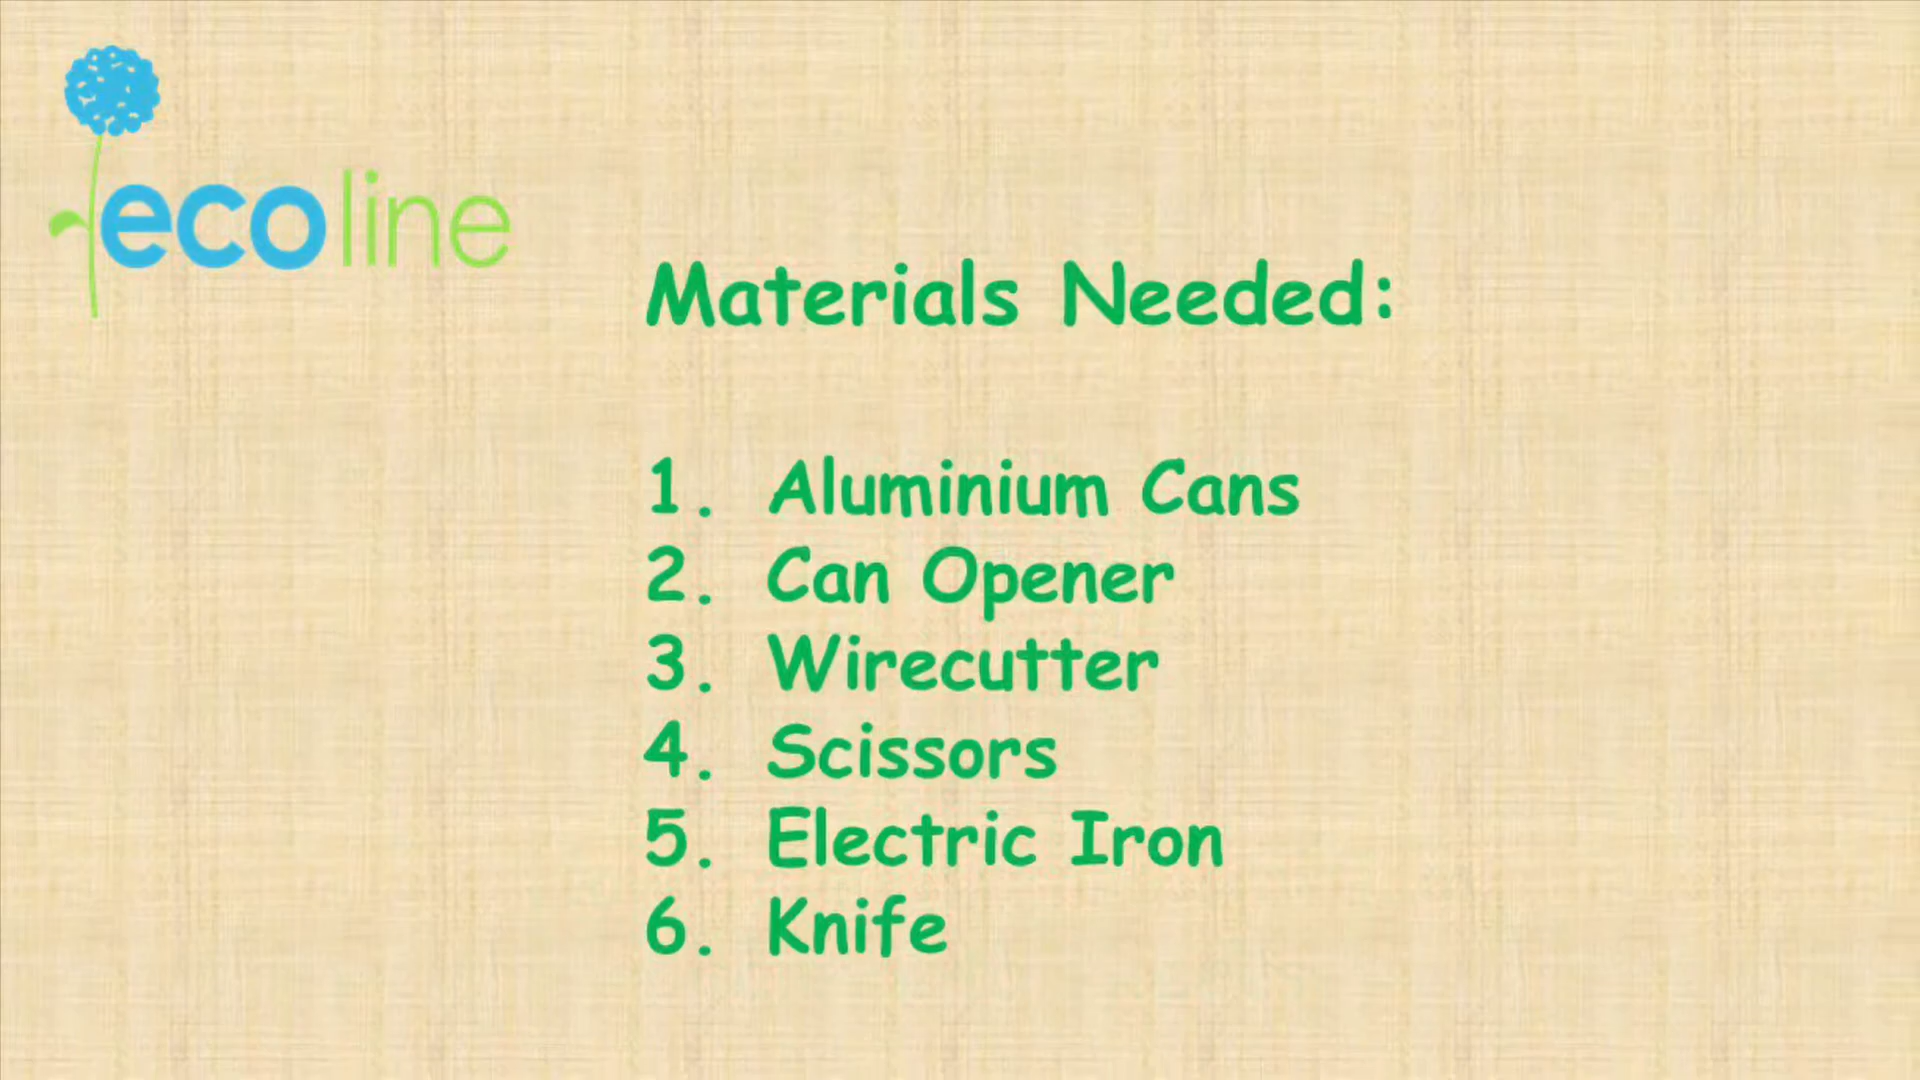 ecoline
Materials Needed:
1. Aluminium Cans
2. Can Opener
3. Wirecutter
4. Scissors
5. Electric Iron
6. Knife